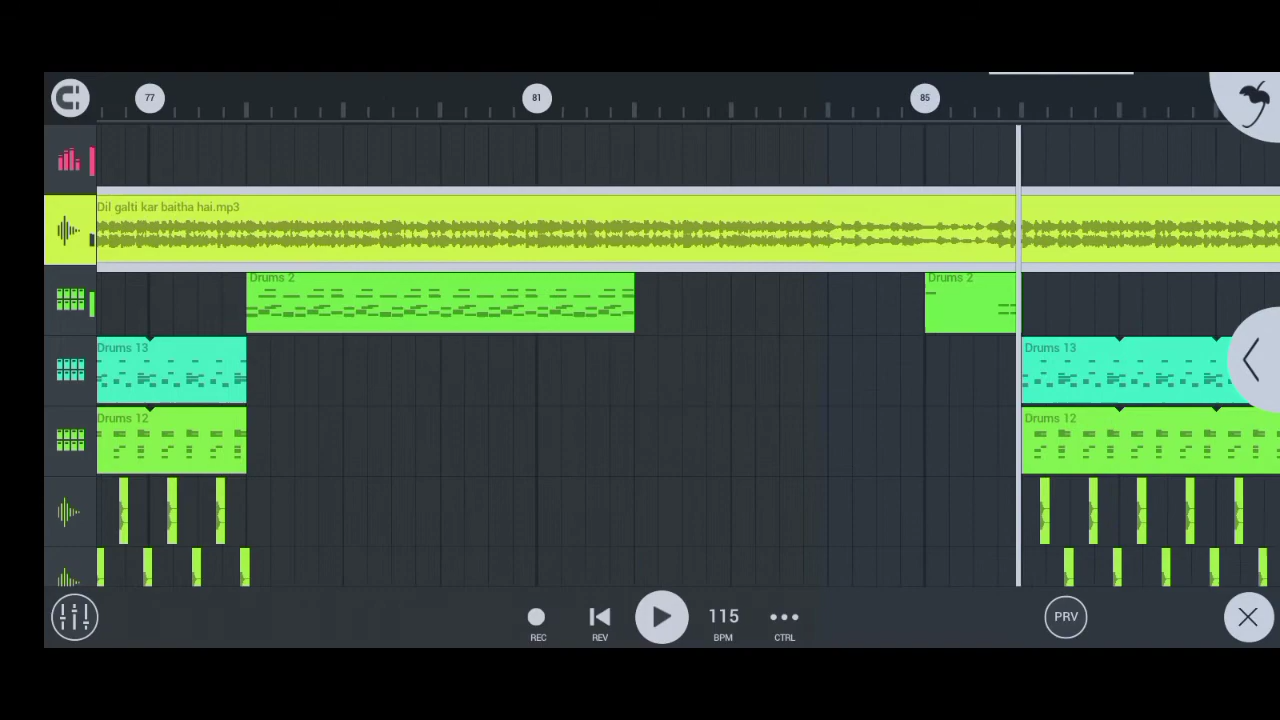 77 81 85
Dil galti kar baitha hai.mp3
Drums 2 Drums 2
Drums 13 Drums 13
Drums 12 Drums 12
115 PRV
REC REV BPM CTRL